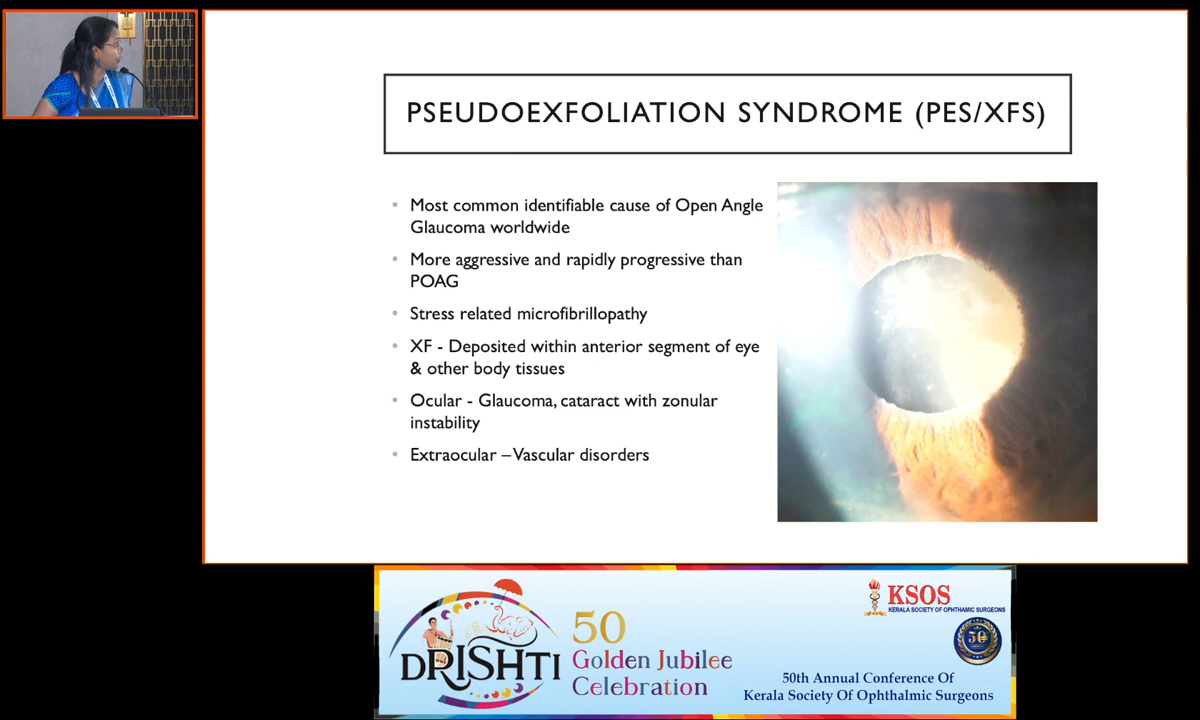 PSEUDOEXFOLIATION SYNDROME (PES/XFS)
• Most common identifiable cause of Open Angle
Glaucoma worldwide
• More aggressive and rapidly progressive than
POAG
• Stress related microfibrillopathy
• XF - Deposited within anterior segment of eye
& other body tissues
• Ocular - Glaucoma, cataract with zonular
instability
• Extraocular – Vascular disorders
DRISHTI
50
Golden Jubilee
Celebration
KSOS
KERALA SOCIETY OF OPHTHAMIC SURGEONS
50
50th Annual Conference Of
Kerala Society Of Ophthalmic Surgeons